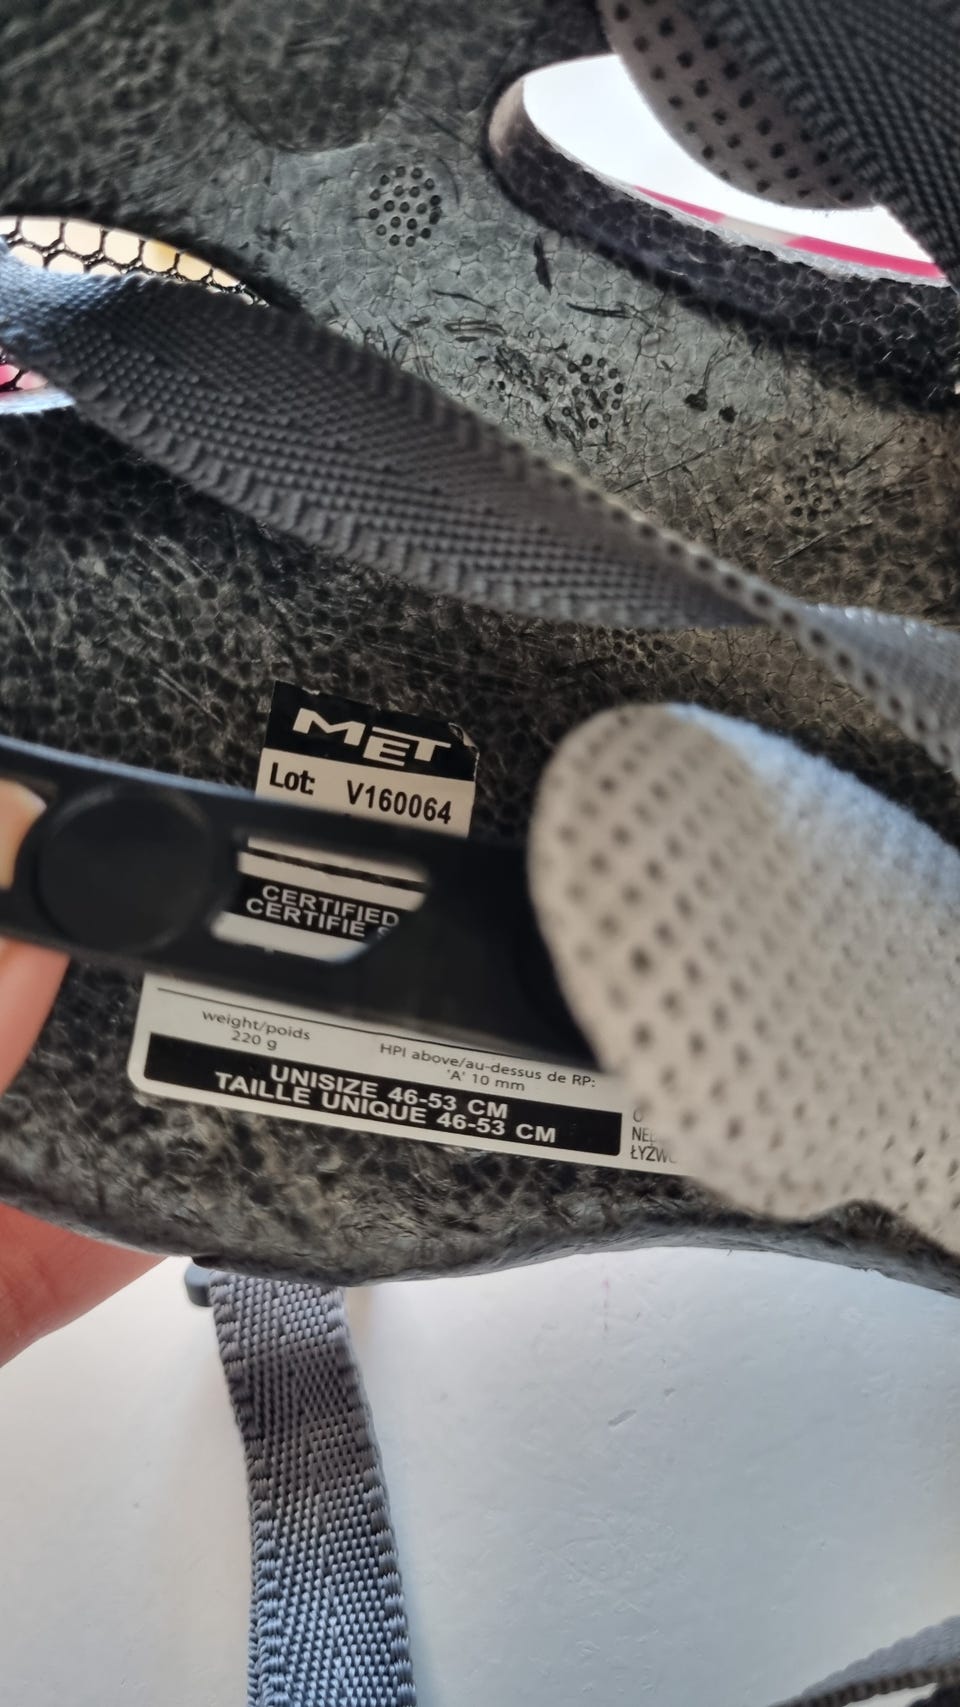 MET
Lot: V160064
CERTIFIED
CERTIFIE
weight/poids
220 g
HPI above/au-dessus de RP:
'A' 10 mm
UNISIZE 46-53 CM
TAILLE UNIQUE 46-53 CM